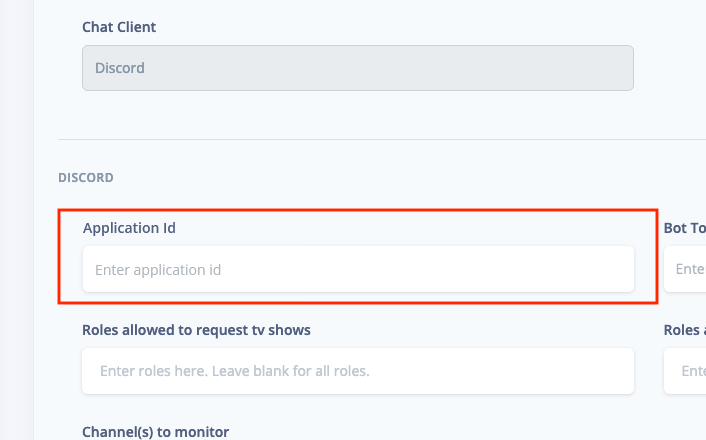 Chat Client
Discord
DISCORD
Application Id
Bot To
Enter application id
Ente
Roles allowed to request tv shows
Roles a
Enter roles here. Leave blank for all roles.
Ente
Channel(s) to monitor